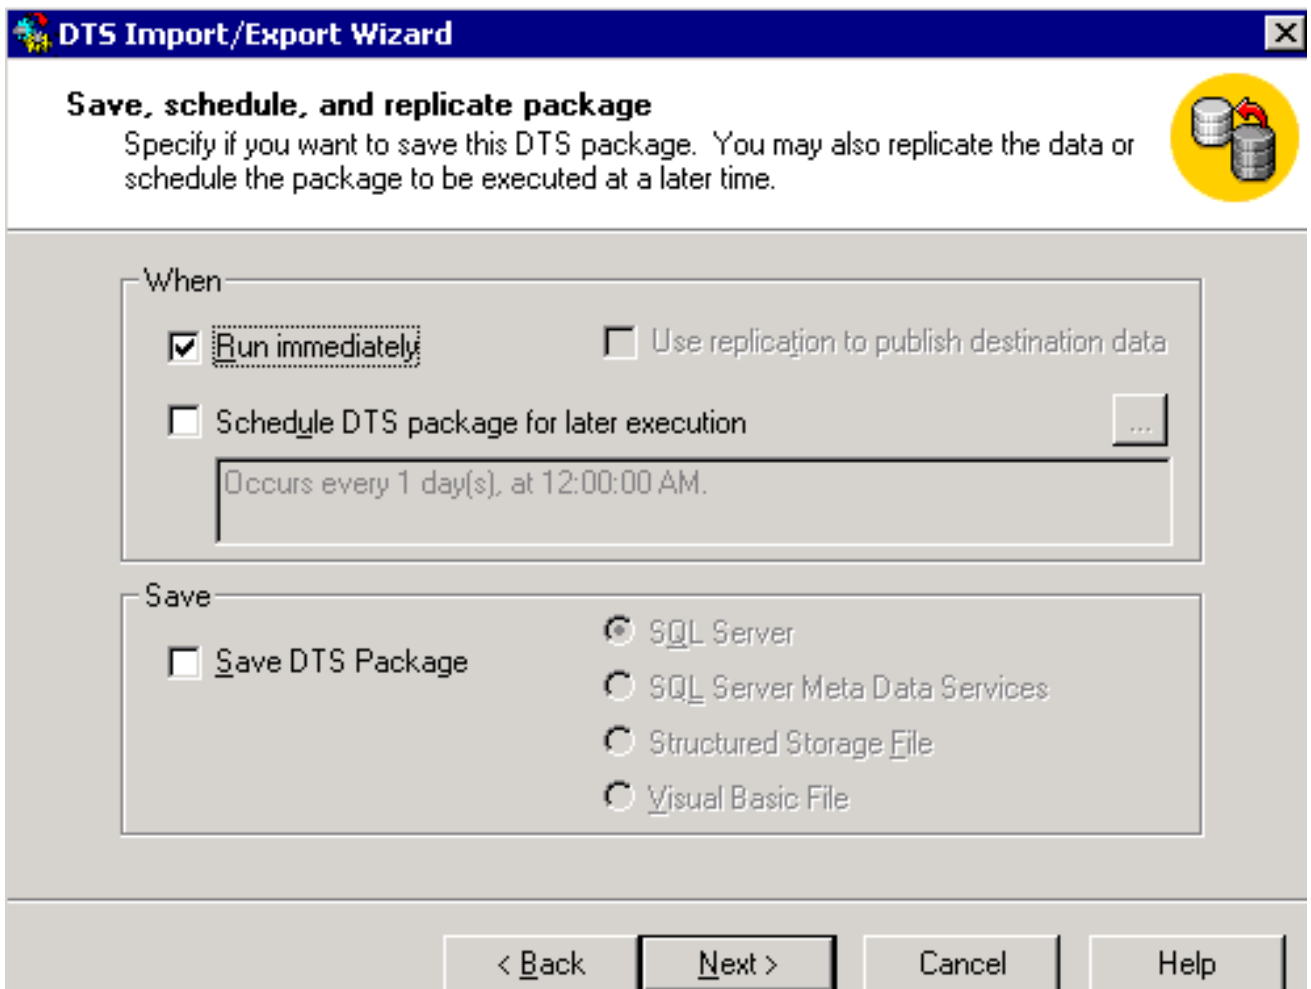 DTS Import/Export Wizard
Save, schedule, and replicate package
Specify if you want to save this DTS package.  You may also replicate the data or
schedule the package to be executed at a later time.
When
Run immediately
Use replication to publish destination data
Schedule DTS package for later execution
...
Occurs every 1 day(s), at 12:00:00 AM.
Save
Save DTS Package
SQL Server
SQL Server Meta Data Services
Structured Storage File
Visual Basic File
< Back
Next >
Cancel
Help